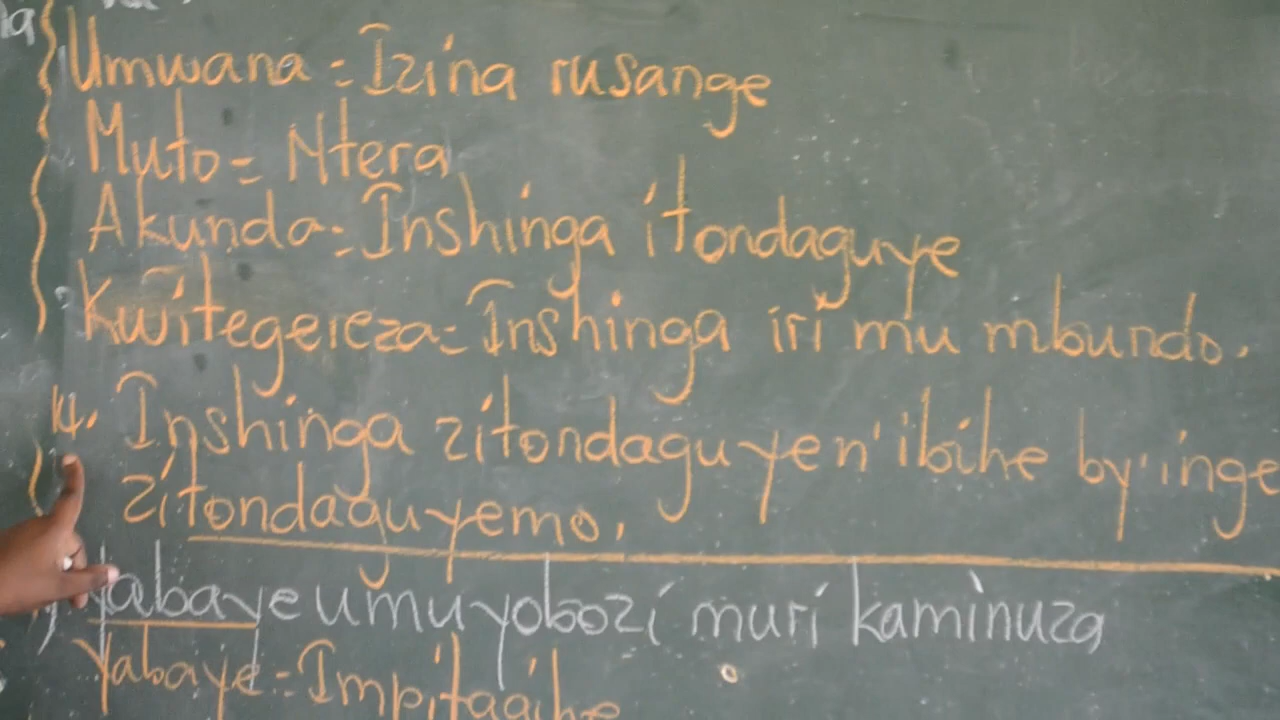 Umwana = Izina rusange
Muto = Ntera
Akunda = Inshinga itondaguye
Kwitegereza = Inshinga iri mu mbundo.
14. Inshinga zitondaguye n'ibihe by'inge
zitondaguyemo.
) Yabaye umuyobozi muri kaminuza
Yabaye = Impitagihe